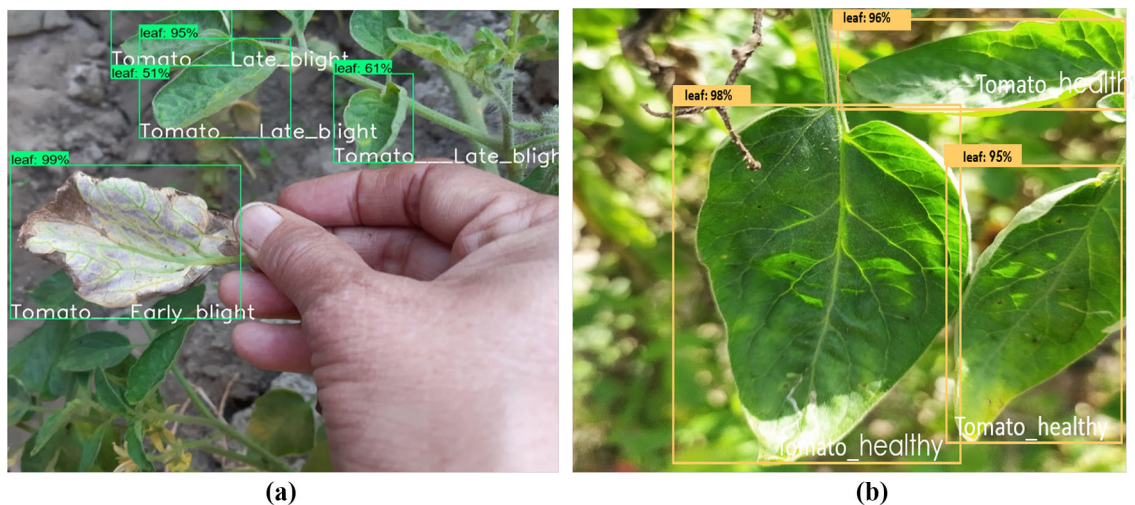 leaf: 95%
Tomato___Late_blight
leaf: 51%
Tomato___Late_blight
leaf: 61%
Tomato___Late_blight
leaf: 99%
Tomato___Early_blight
(a)
leaf: 96%
Tomato_healthy
leaf: 98%
Tomato_healthy
leaf: 95%
Tomato_healthy
(b)